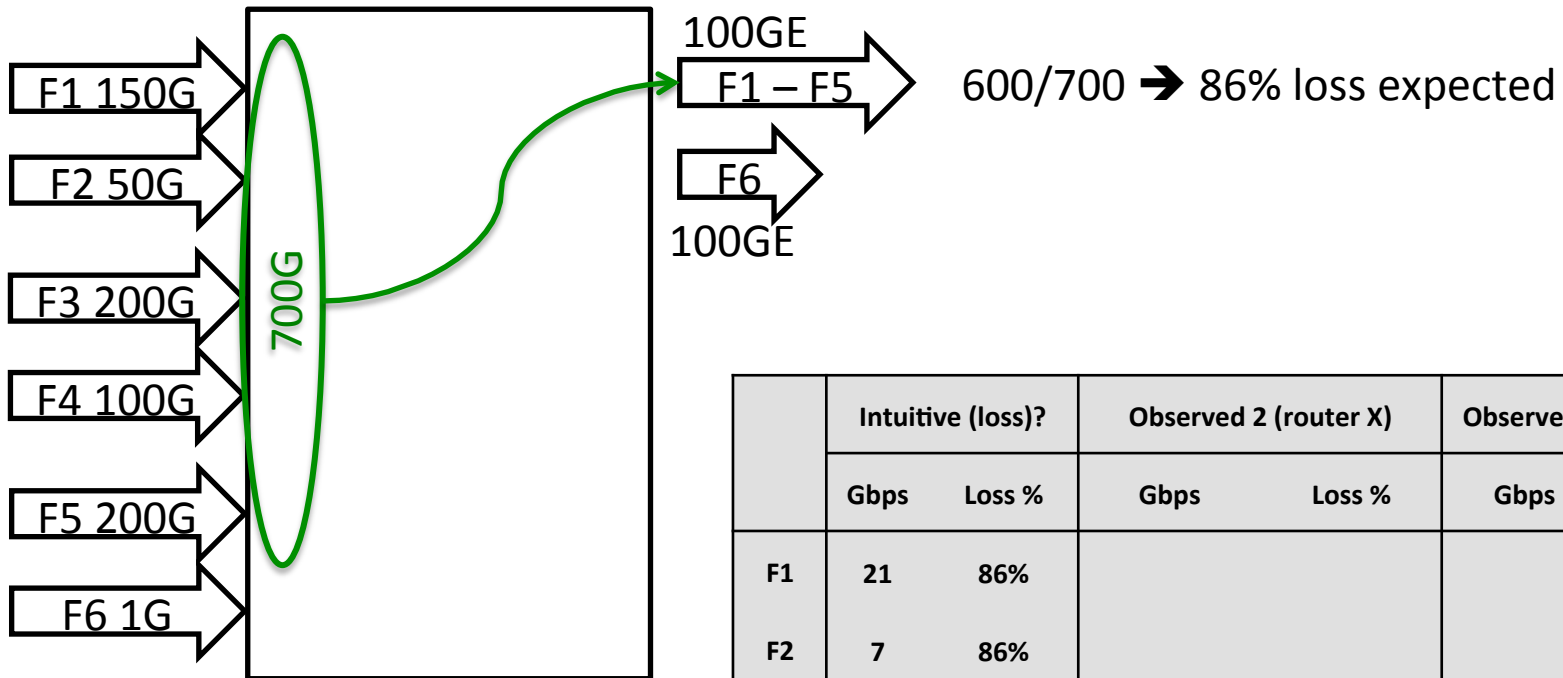 F1 150G
F2 50G
F3 200G
F4 100G
F5 200G
F6 1G
700G
100GE
F1 – F5
F6
100GE
600/700 ➔ 86% loss expected
Intuitive (loss)? Observed 2 (router X) Observe
Gbps Loss % Gbps Loss % Gbps
F1 21 86%
F2 7 86%